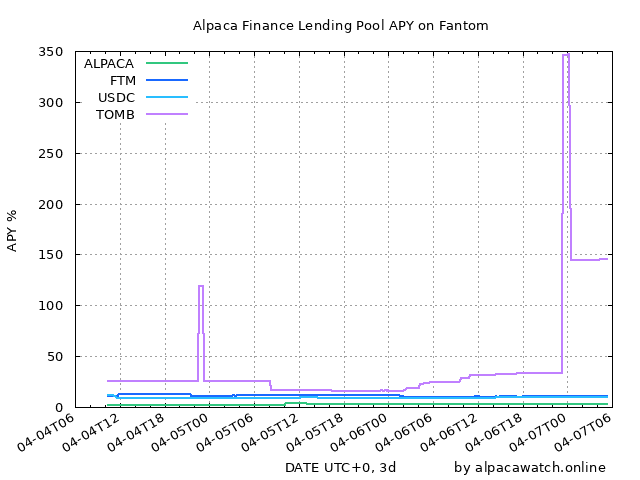 Alpaca Finance Lending Pool APY on Fantom
350
300
250
200
150
100
50
0
APY %
ALPACA
FTM
USDC
TOMB
04-04T06
04-04T12
04-04T18
04-05T00
04-05T06
04-05T12
04-05T18
04-06T00
04-06T06
04-06T12
04-06T18
04-07T00
04-07T06
DATE UTC+0, 3d
by alpacawatch.online